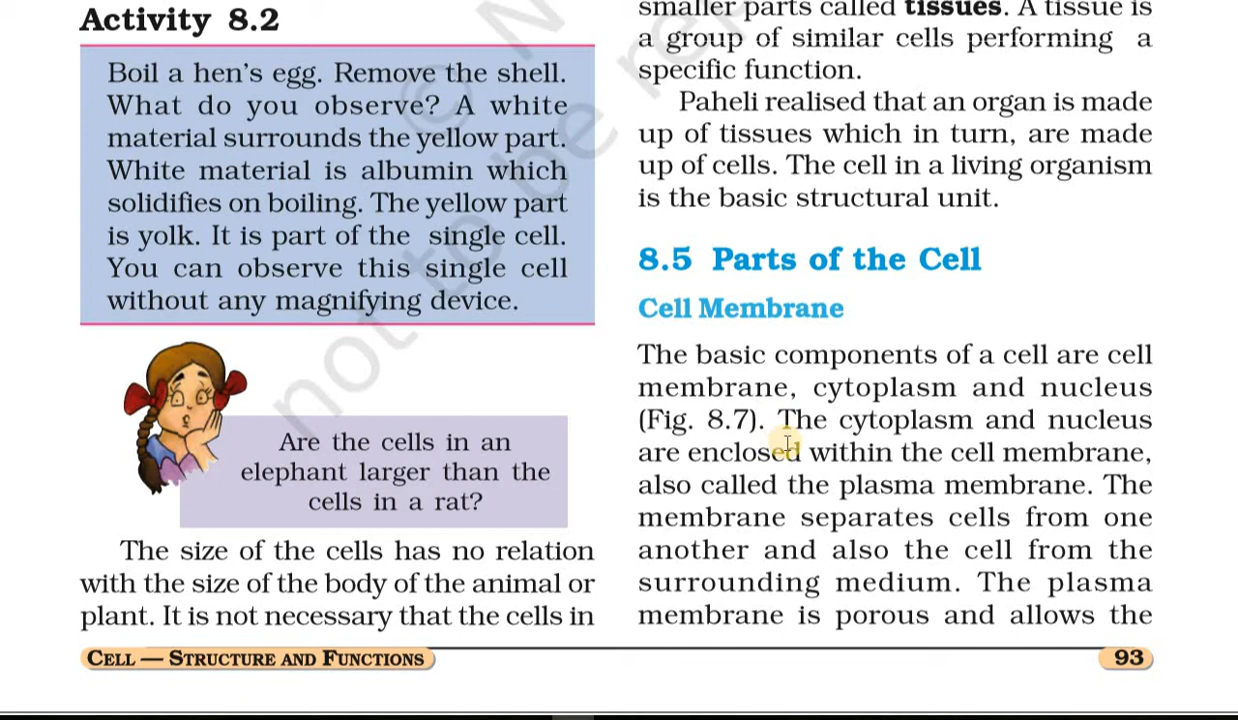 Activity 8.2
Boil a hen's egg. Remove the shell.
What do you observe? A white
material surrounds the yellow part.
White material is albumin which
solidifies on boiling. The yellow part
is yolk. It is part of the single cell.
You can observe this single cell
without any magnifying device.
Are the cells in an
elephant larger than the
cells in a rat?
The size of the cells has no relation
with the size of the body of the animal or
plant. It is not necessary that the cells in
smaller parts called tissues. A tissue is
a group of similar cells performing a
specific function.
Paheli realised that an organ is made
up of tissues which in turn, are made
up of cells. The cell in a living organism
is the basic structural unit.
8.5 Parts of the Cell
Cell Membrane
The basic components of a cell are cell
membrane, cytoplasm and nucleus
(Fig. 8.7). The cytoplasm and nucleus
are enclosed within the cell membrane,
also called the plasma membrane. The
membrane separates cells from one
another and also the cell from the
surrounding medium. The plasma
membrane is porous and allows the
CELL — STRUCTURE AND FUNCTIONS
93
© N
not to be re